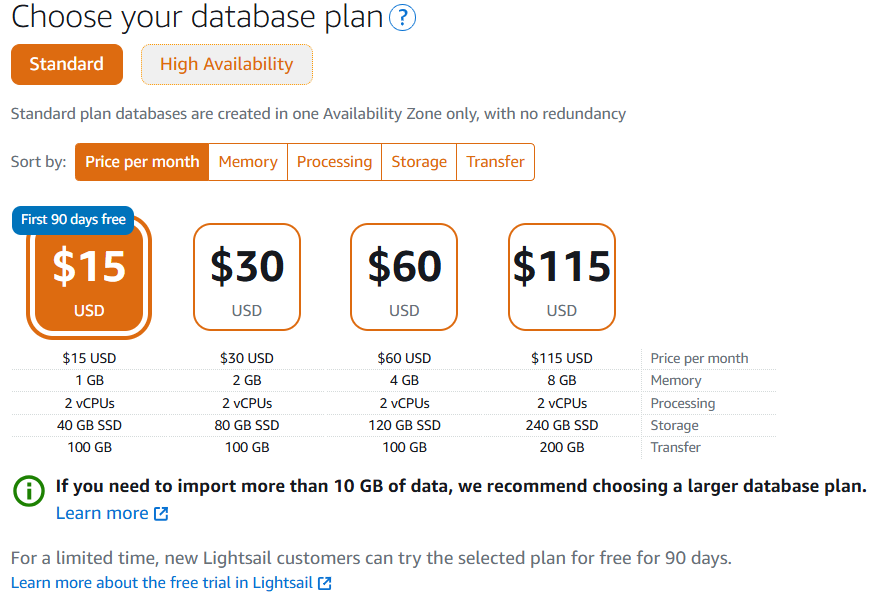 Choose your database plan ?
Standard High Availability
Standard plan databases are created in one Availability Zone only, with no redundancy
Sort by: Price per month Memory Processing Storage Transfer
First 90 days free
$15 $30 $60 $115
USD USD USD USD
$15 USD $30 USD $60 USD $115 USD Price per month
1 GB 2 GB 4 GB 8 GB Memory
2 vCPUs 2 vCPUs 2 vCPUs 2 vCPUs Processing
40 GB SSD 80 GB SSD 120 GB SSD 240 GB SSD Storage
100 GB 100 GB 100 GB 200 GB Transfer
If you need to import more than 10 GB of data, we recommend choosing a larger database plan.
Learn more
For a limited time, new Lightsail customers can try the selected plan for free for 90 days.
Learn more about the free trial in Lightsail